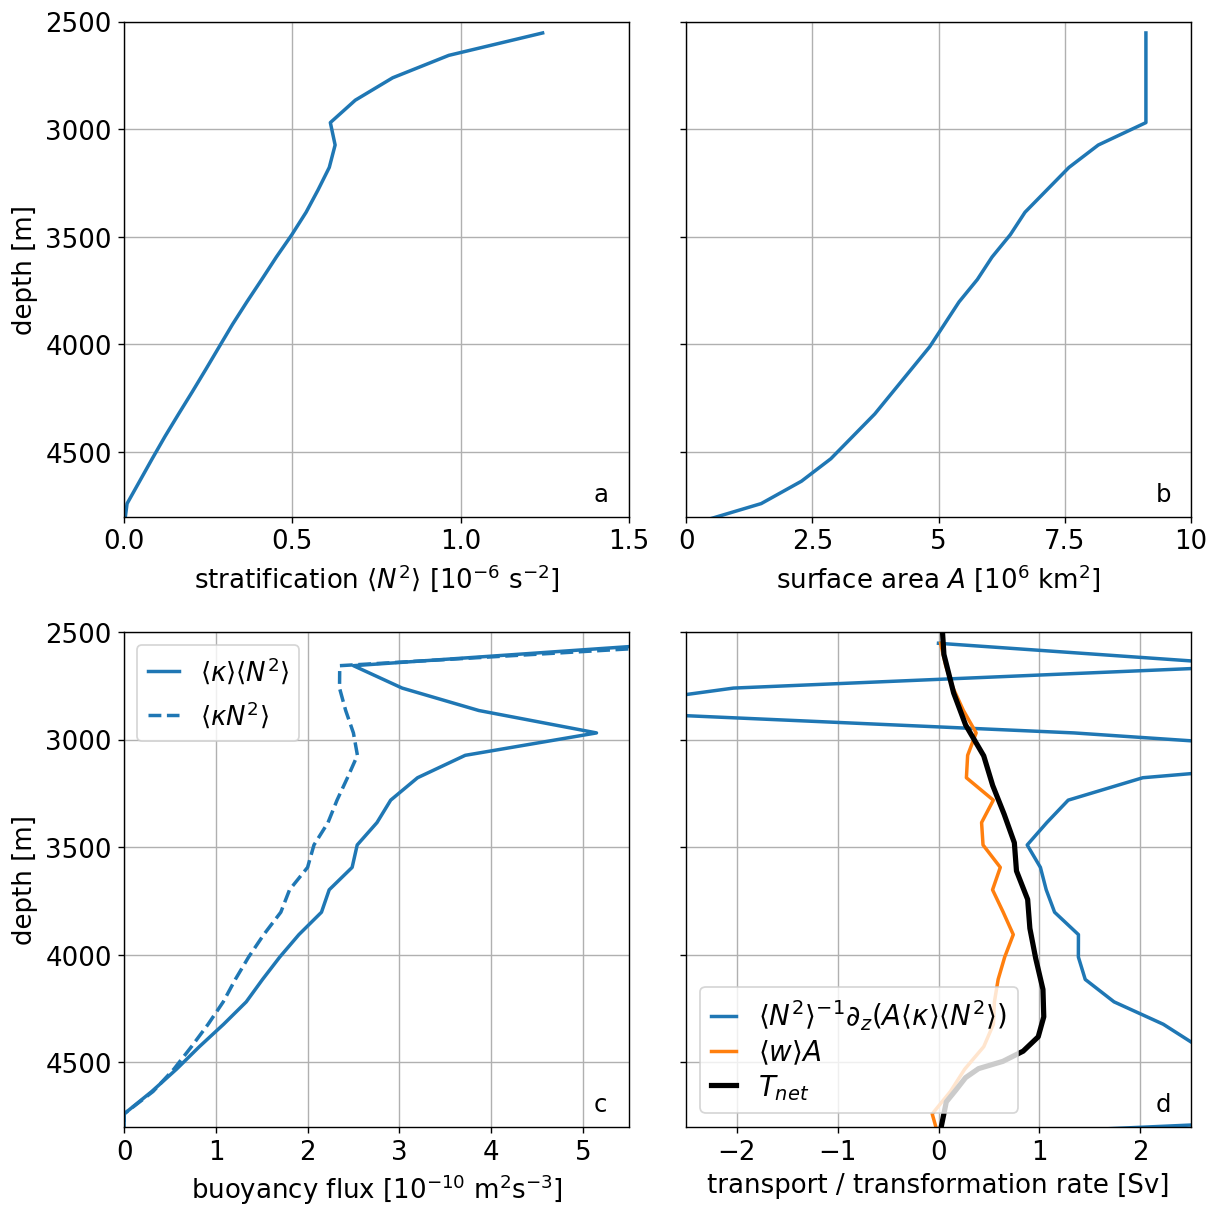 2500
3000
3500
4000
4500
depth [m]
a
0.0 0.5 1.0 1.5
stratification ⟨N²⟩ [10⁻⁶ s⁻²]
b
0 2.5 5 7.5 10
surface area A [10⁶ km²]
2500
3000
3500
4000
4500
depth [m]
⟨κ⟩⟨N²⟩
⟨κN²⟩
c
0 1 2 3 4 5
buoyancy flux [10⁻¹⁰ m²s⁻³]
⟨N²⟩⁻¹∂_z(A⟨κ⟩⟨N²⟩)
⟨w⟩A
T_net
d
−2 −1 0 1 2
transport / transformation rate [Sv]